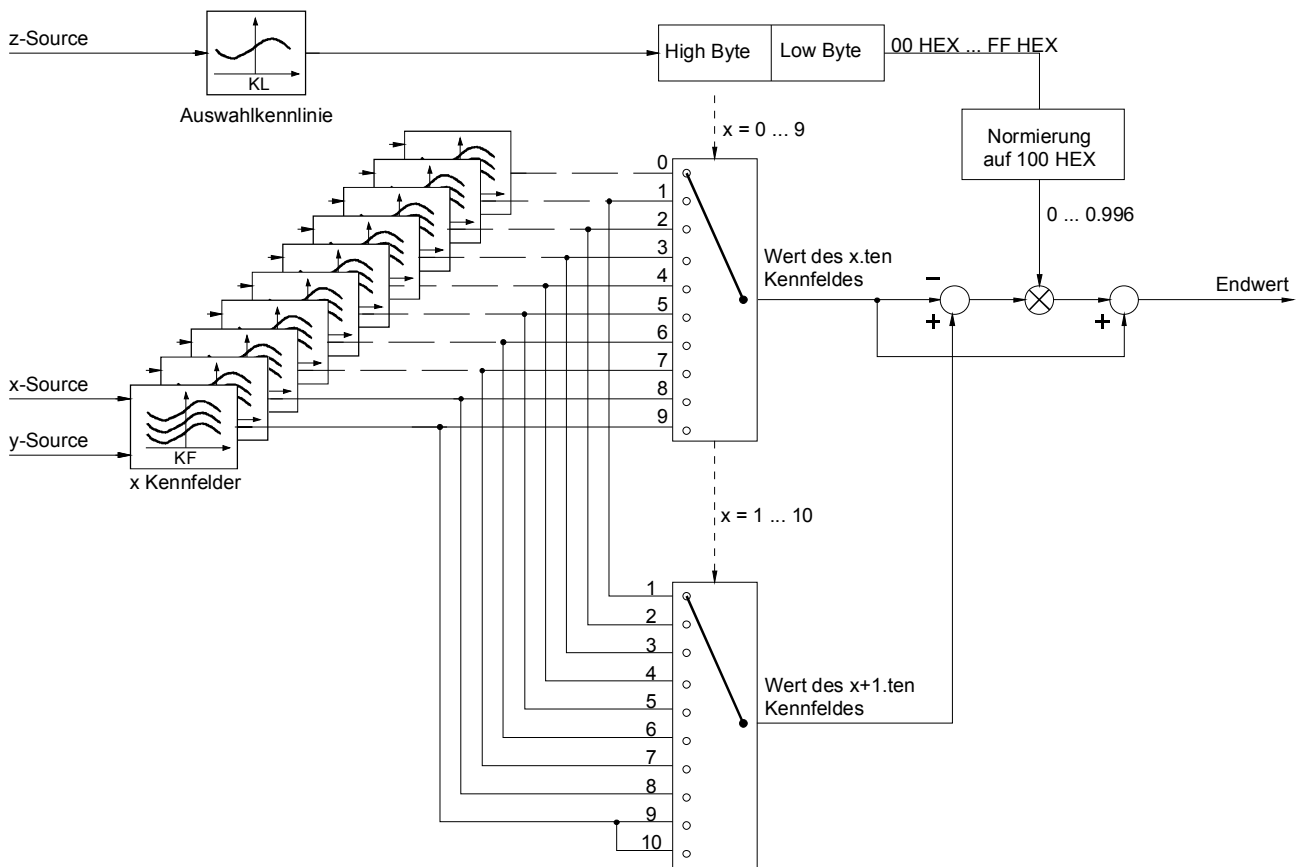 z-Source
KL
Auswahlkennlinie
High Byte
Low Byte
00 HEX ... FF HEX
x = 0 ... 9
Normierung
auf 100 HEX
0 ... 0.996
0
1
2
3
4
5
6
7
8
9
Wert des x.ten
Kennfeldes
−
+
+
Endwert
x-Source
y-Source
KF
x Kennfelder
x = 1 ... 10
1
2
3
4
5
6
7
8
9
10
Wert des x+1.ten
Kennfeldes